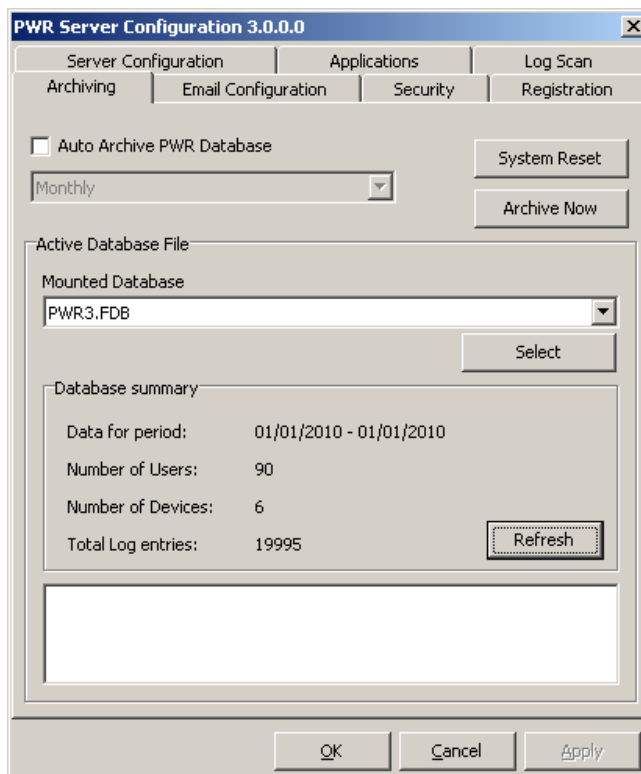 PWR Server Configuration 3.0.0.0
Server Configuration
Applications
Log Scan
Archiving
Email Configuration
Security
Registration
Auto Archive PWR Database
System Reset
Monthly
Archive Now
Active Database File
Mounted Database
PWR3.FDB
Select
Database summary
Data for period: 01/01/2010 - 01/01/2010
Number of Users: 90
Number of Devices: 6
Total Log entries: 19995
Refresh
OK
Cancel
Apply